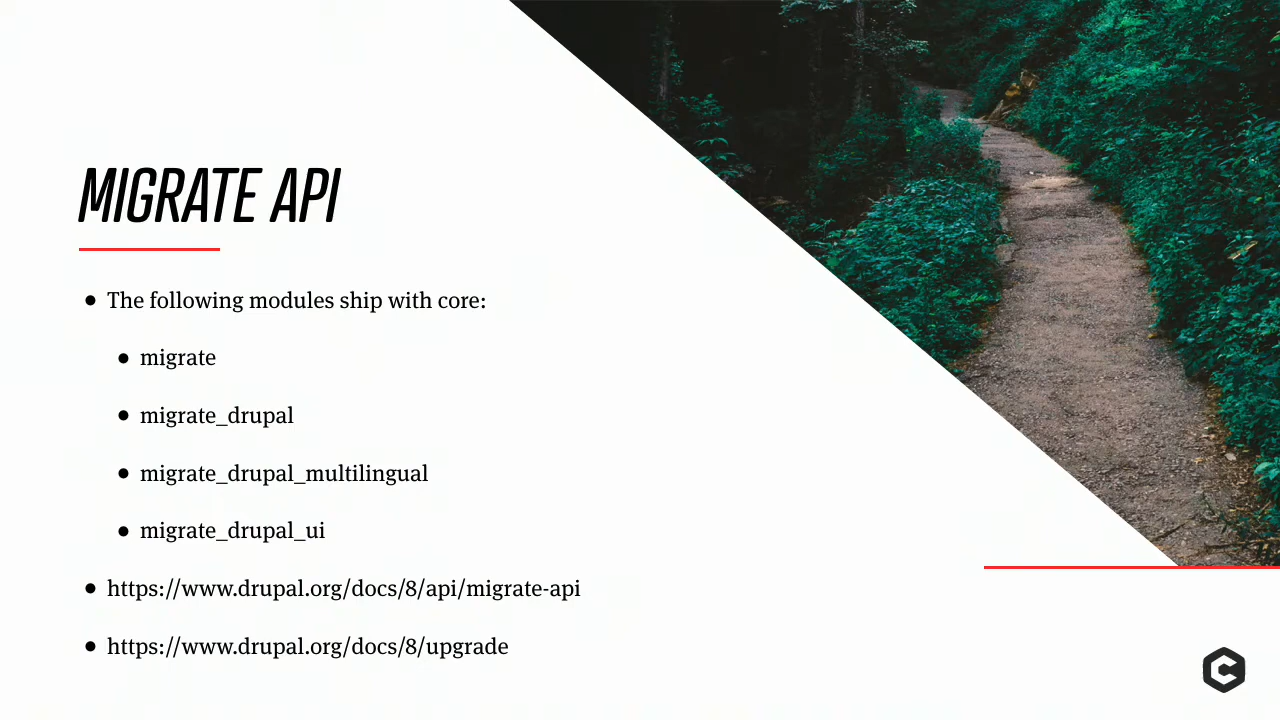 MIGRATE API
The following modules ship with core:
migrate
migrate_drupal
migrate_drupal_multilingual
migrate_drupal_ui
https://www.drupal.org/docs/8/api/migrate-api
https://www.drupal.org/docs/8/upgrade